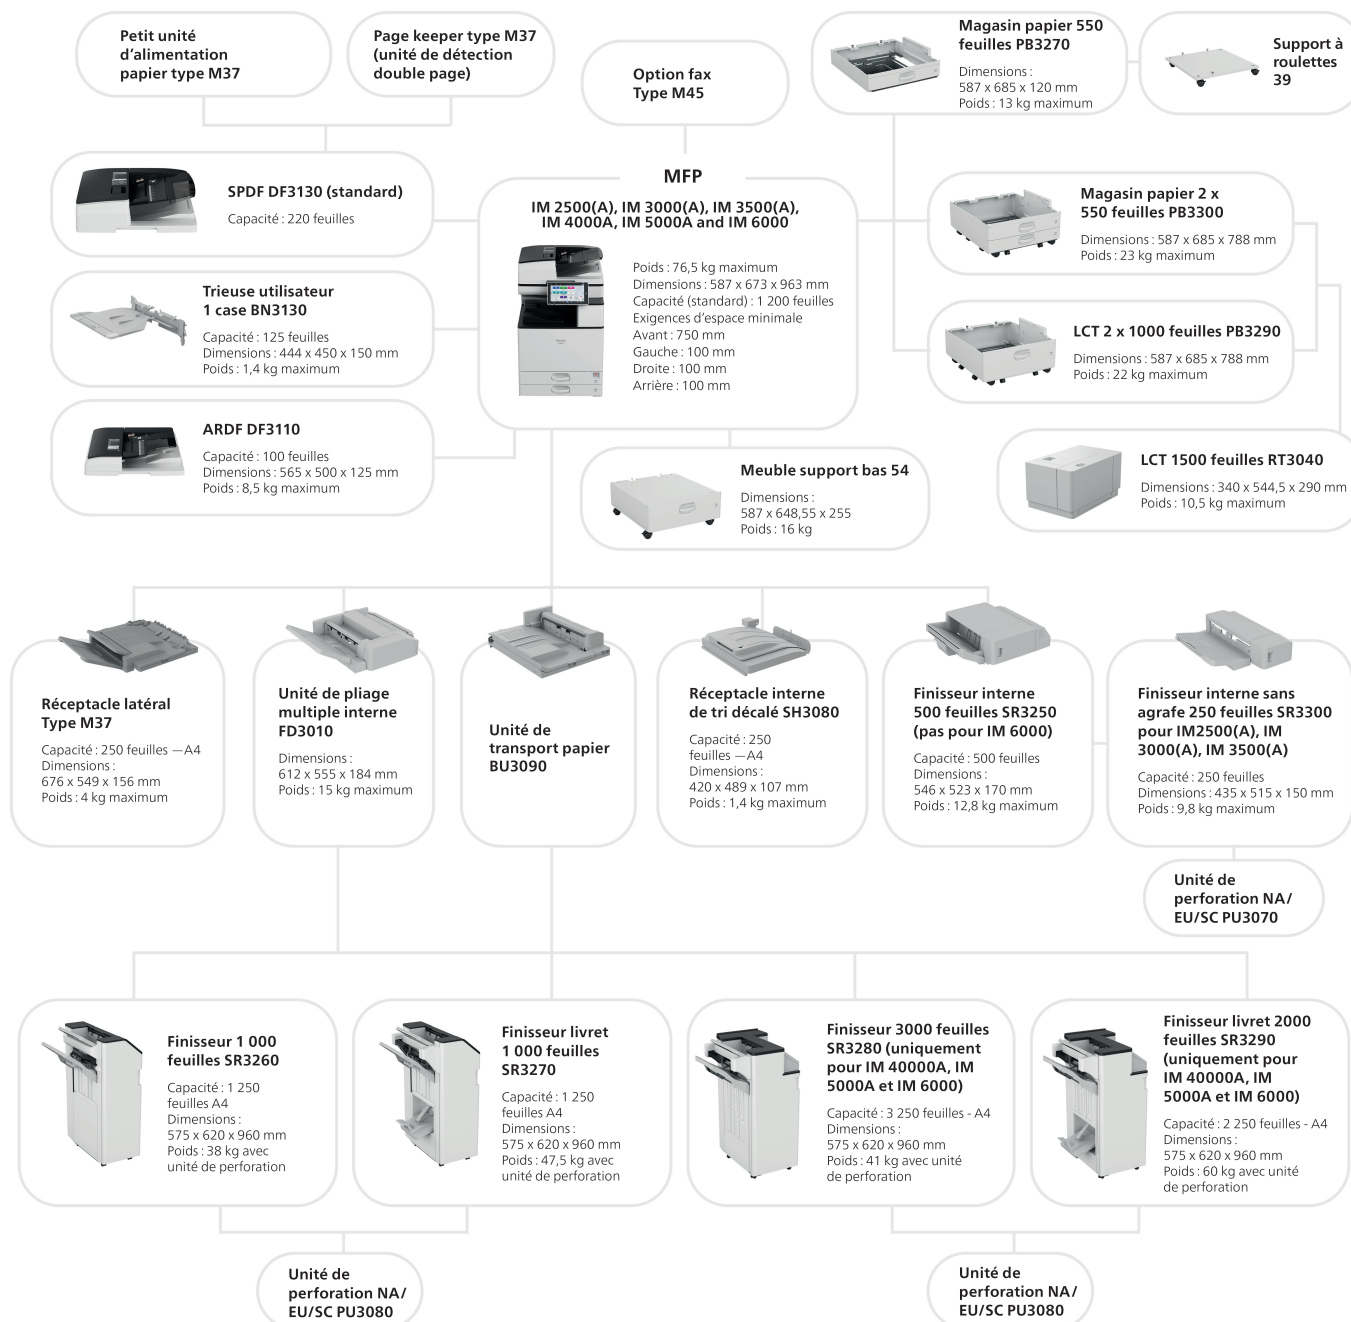 Petit unité
d'alimentation
papier type M37
Page keeper type M37
(unité de détection
double page)
Option fax
Type M45
Magasin papier 550
feuilles PB3270
Dimensions :
587 x 685 x 120 mm
Poids : 13 kg maximum
Support à
roulettes
39
SPDF DF3130 (standard)
Capacité : 220 feuilles
MFP
IM 2500(A), IM 3000(A), IM 3500(A),
IM 4000A, IM 5000A and IM 6000
Poids : 76,5 kg maximum
Dimensions : 587 x 673 x 963 mm
Capacité (standard) : 1 200 feuilles
Exigences d'espace minimale
Avant : 750 mm
Gauche : 100 mm
Droite : 100 mm
Arrière : 100 mm
Magasin papier 2 x
550 feuilles PB3300
Dimensions : 587 x 685 x 788 mm
Poids : 23 kg maximum
Trieuse utilisateur
1 case BN3130
Capacité : 125 feuilles
Dimensions : 444 x 450 x 150 mm
Poids : 1,4 kg maximum
LCT 2 x 1000 feuilles PB3290
Dimensions : 587 x 685 x 788 mm
Poids : 22 kg maximum
ARDF DF3110
Capacité : 100 feuilles
Dimensions : 565 x 500 x 125 mm
Poids : 8,5 kg maximum
Meuble support bas 54
Dimensions :
587 x 648,55 x 255
Poids : 16 kg
LCT 1500 feuilles RT3040
Dimensions : 340 x 544,5 x 290 mm
Poids : 10,5 kg maximum
Réceptacle latéral
Type M37
Capacité : 250 feuilles —A4
Dimensions :
676 x 549 x 156 mm
Poids : 4 kg maximum
Unité de pliage
multiple interne
FD3010
Dimensions :
612 x 555 x 184 mm
Poids : 15 kg maximum
Unité de
transport papier
BU3090
Réceptacle interne
de tri décalé SH3080
Capacité : 250
feuilles —A4
Dimensions :
420 x 489 x 107 mm
Poids : 1,4 kg maximum
Finisseur interne
500 feuilles SR3250
(pas pour IM 6000)
Capacité : 500 feuilles
Dimensions :
546 x 523 x 170 mm
Poids : 12,8 kg maximum
Finisseur interne sans
agrafe 250 feuilles SR3300
pour IM2500(A), IM
3000(A), IM 3500(A)
Capacité : 250 feuilles
Dimensions : 435 x 515 x 150 mm
Poids : 9,8 kg maximum
Unité de
perforation NA/
EU/SC PU3070
Finisseur 1 000
feuilles SR3260
Capacité : 1 250
feuilles A4
Dimensions :
575 x 620 x 960 mm
Poids : 38 kg avec
unité de perforation
Finisseur livret
1 000 feuilles
SR3270
Capacité : 1 250
feuilles A4
Dimensions :
575 x 620 x 960 mm
Poids : 47,5 kg avec
unité de perforation
Finisseur 3000 feuilles
SR3280 (uniquement
pour IM 40000A, IM
5000A et IM 6000)
Capacité : 3 250 feuilles - A4
Dimensions :
575 x 620 x 960 mm
Poids : 41 kg avec unité
de perforation
Finisseur livret 2000
feuilles SR3290
(uniquement pour
IM 40000A, IM
5000A et IM 6000)
Capacité : 2 250 feuilles - A4
Dimensions :
575 x 620 x 960 mm
Poids : 60 kg avec unité
de perforation
Unité de
perforation NA/
EU/SC PU3080
Unité de
perforation NA/
EU/SC PU3080